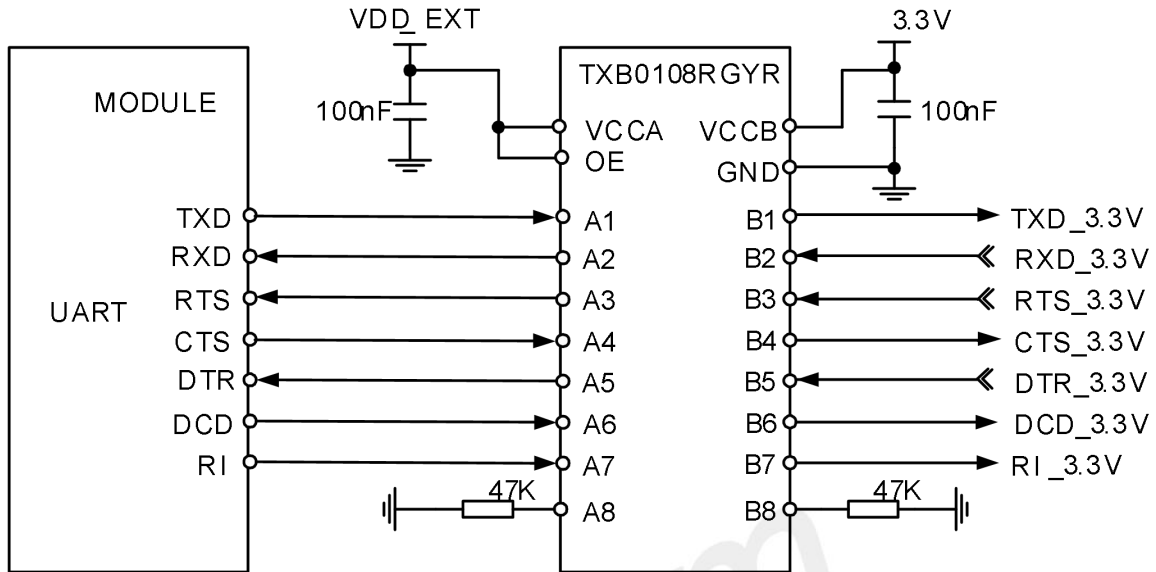 VDD_EXT
3.3V
TXB0108RGYR
MODULE
100nF
100nF
VCCA
VCCB
OE
GND
TXD
A1
B1
TXD_3.3V
RXD
A2
B2
RXD_3.3V
UART
RTS
A3
B3
RTS_3.3V
CTS
A4
B4
CTS_3.3V
DTR
A5
B5
DTR_3.3V
DCD
A6
B6
DCD_3.3V
RI
A7
B7
RI_3.3V
47K
47K
A8
B8